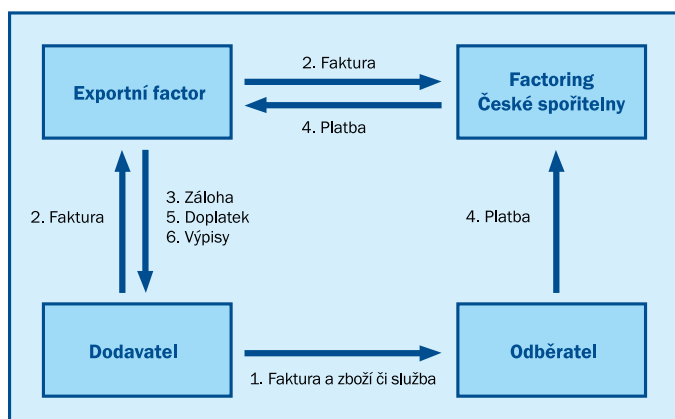 2. Faktura
Exportní factor
Factoring
České spořitelny
4. Platba
2. Faktura
3. Záloha
5. Doplatek
6. Výpisy
4. Platba
Dodavatel
Odběratel
1. Faktura a zboží či služba